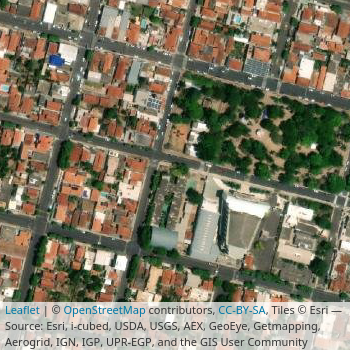 Leaflet | © OpenStreetMap contributors, CC-BY-SA, Tiles © Esri —
Source: Esri, i-cubed, USDA, USGS, AEX, GeoEye, Getmapping,
Aerogrid, IGN, IGP, UPR-EGP, and the GIS User Community